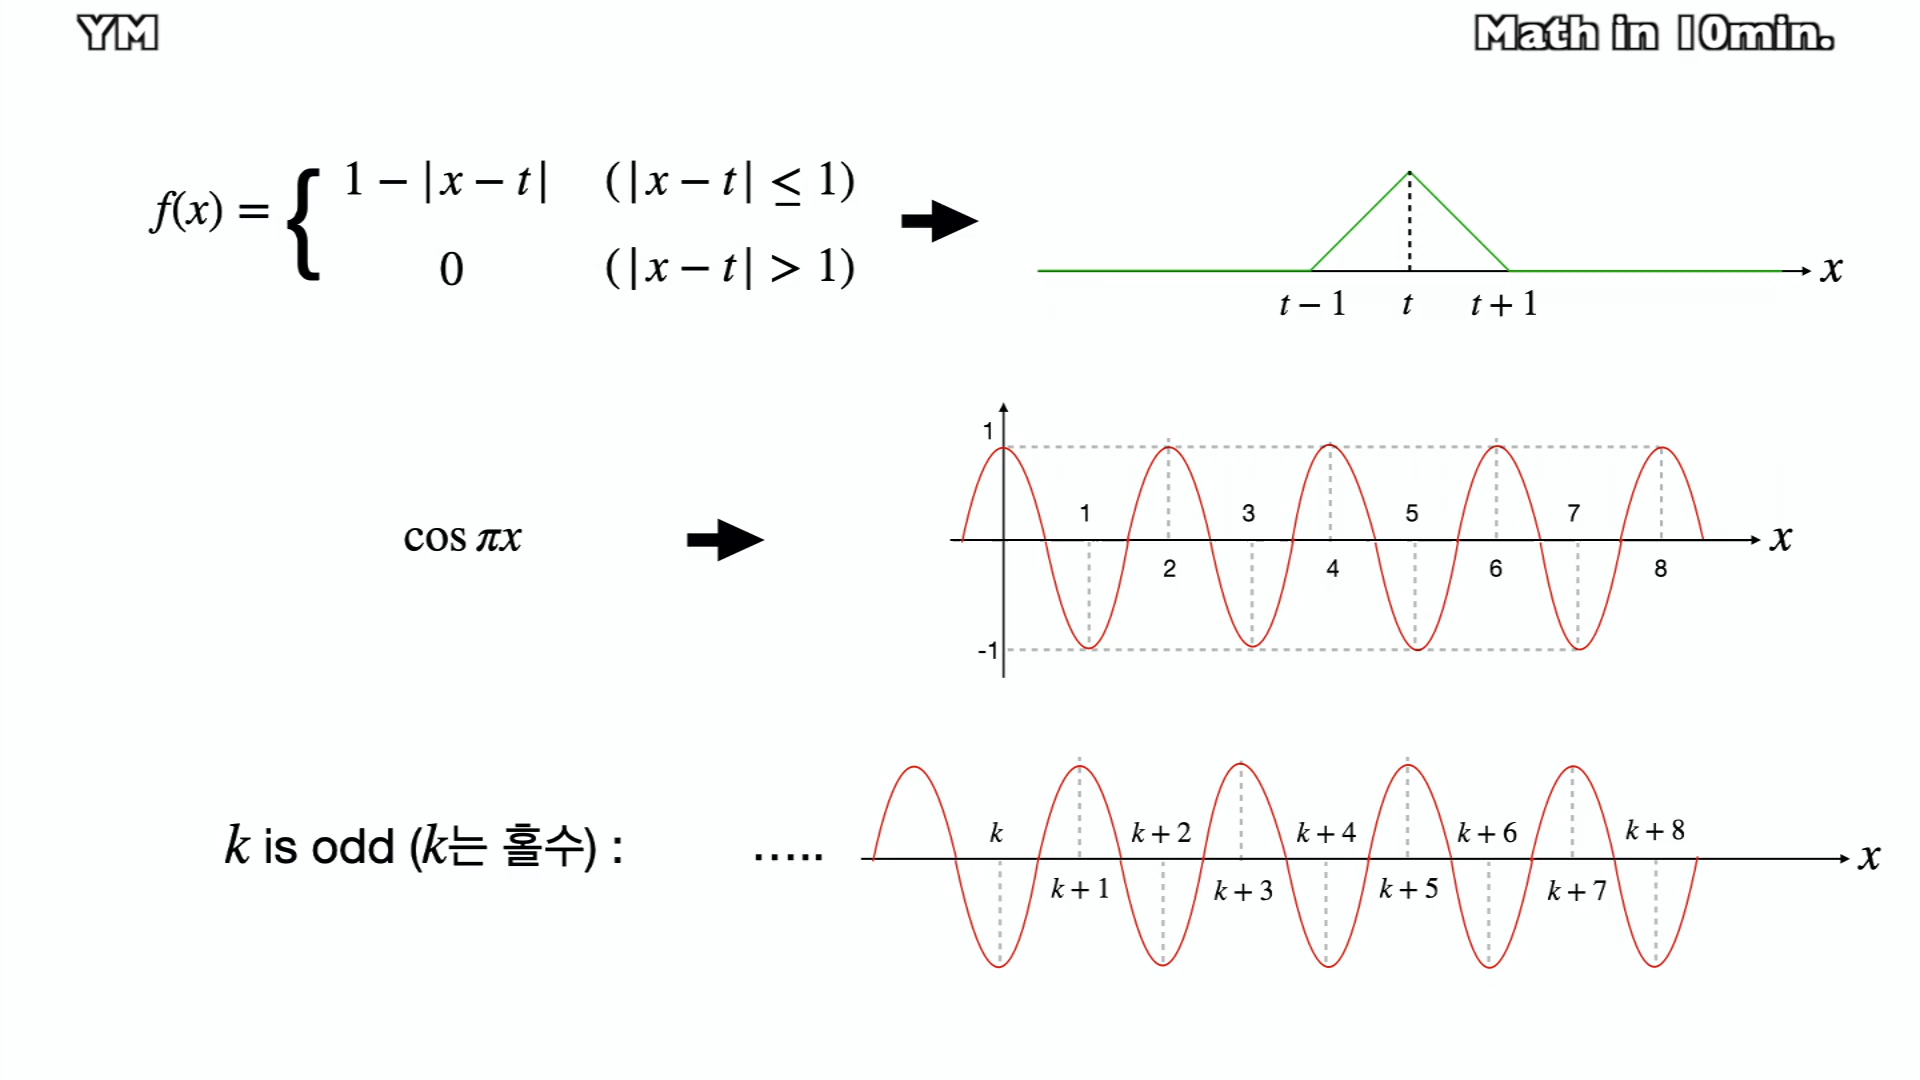 YM
Math in 10min.
f(x) = { 1 − |x − t| (|x − t| ≤ 1)
0 (|x − t| > 1)
x
t − 1 t t + 1
cos πx
1
1 3 5 7
x
2 4 6 8
-1
k is odd (k는 홀수) :
.....
k k + 2 k + 4 k + 6 k + 8
x
k + 1 k + 3 k + 5 k + 7